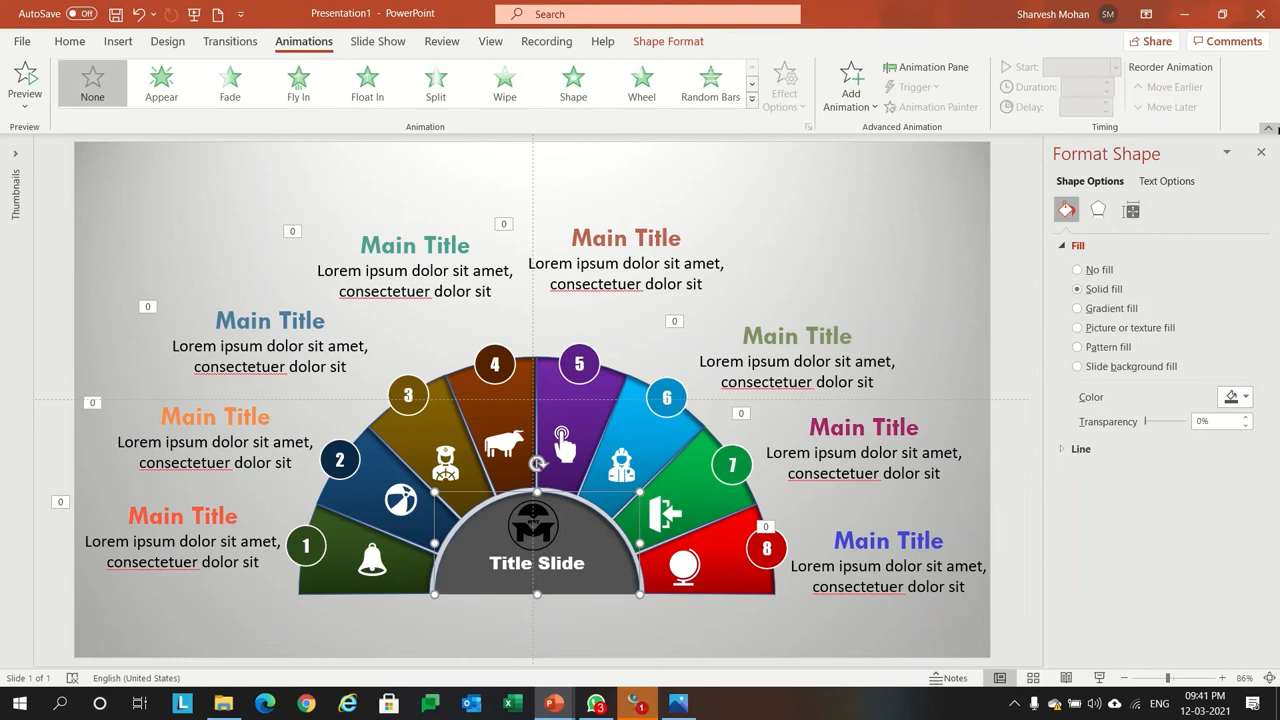 AutoSave Off
Presentation1 - PowerPoint
Search
Sharvesh Mohan SM
File Home Insert Draw Design Transitions Animations Slide Show Review View Recording Help Shape Format
Share Comments
Preview
Preview
None Appear Fade Fly In Float In Split Wipe Shape Wheel Random Bars
Animation
Effect
Options
Add
Animation
Animation Pane
Trigger
Animation Painter
Advanced Animation
Start:
Duration:
Delay:
Reorder Animation
Move Earlier
Move Later
Timing
Thumbnails
0
Main Title
Lorem ipsum dolor sit amet,
consectetuer dolor sit
0
Main Title
Lorem ipsum dolor sit amet,
consectetuer dolor sit
0
Main Title
Lorem ipsum dolor sit amet,
consectetuer dolor sit
0
Main Title
Lorem ipsum dolor sit amet,
consectetuer dolor sit
0
Main Title
Lorem ipsum dolor sit amet,
consectetuer dolor sit
0
Main Title
Lorem ipsum dolor sit amet,
consectetuer dolor sit
0
Main Title
Lorem ipsum dolor sit amet,
consectetuer dolor sit
0
Main Title
Lorem ipsum dolor sit amet,
consectetuer dolor sit
1
2
3
4
5
6
7
8
Title Slide
Format Shape
Shape Options Text Options
Fill
No fill
Solid fill
Gradient fill
Picture or texture fill
Pattern fill
Slide background fill
Color
Transparency 0%
Line
Slide 1 of 1 English (United States)
Notes
86%
3
1
ENG
09:41 PM
12-03-2021